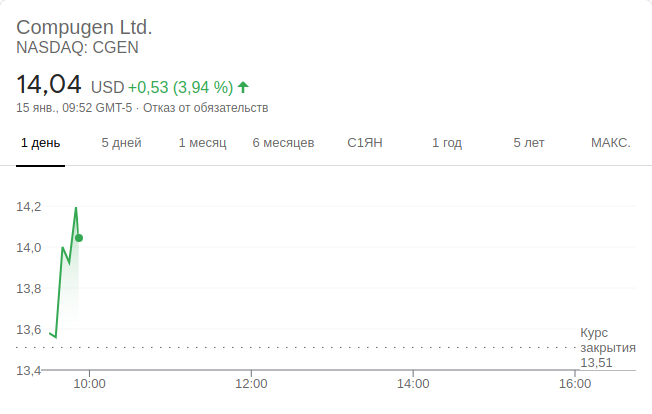 Compugen Ltd.
NASDAQ: CGEN
14,04 USD +0,53 (3,94 %)
15 янв., 09:52 GMT-5 · Отказ от обязательств
1 день 5 дней 1 месяц 6 месяцев С1ЯН 1 год 5 лет МАКС.
14,2
14,0
13,8
13,6
Курс
закрытия
13,51
13,4
10:00 12:00 14:00 16:00